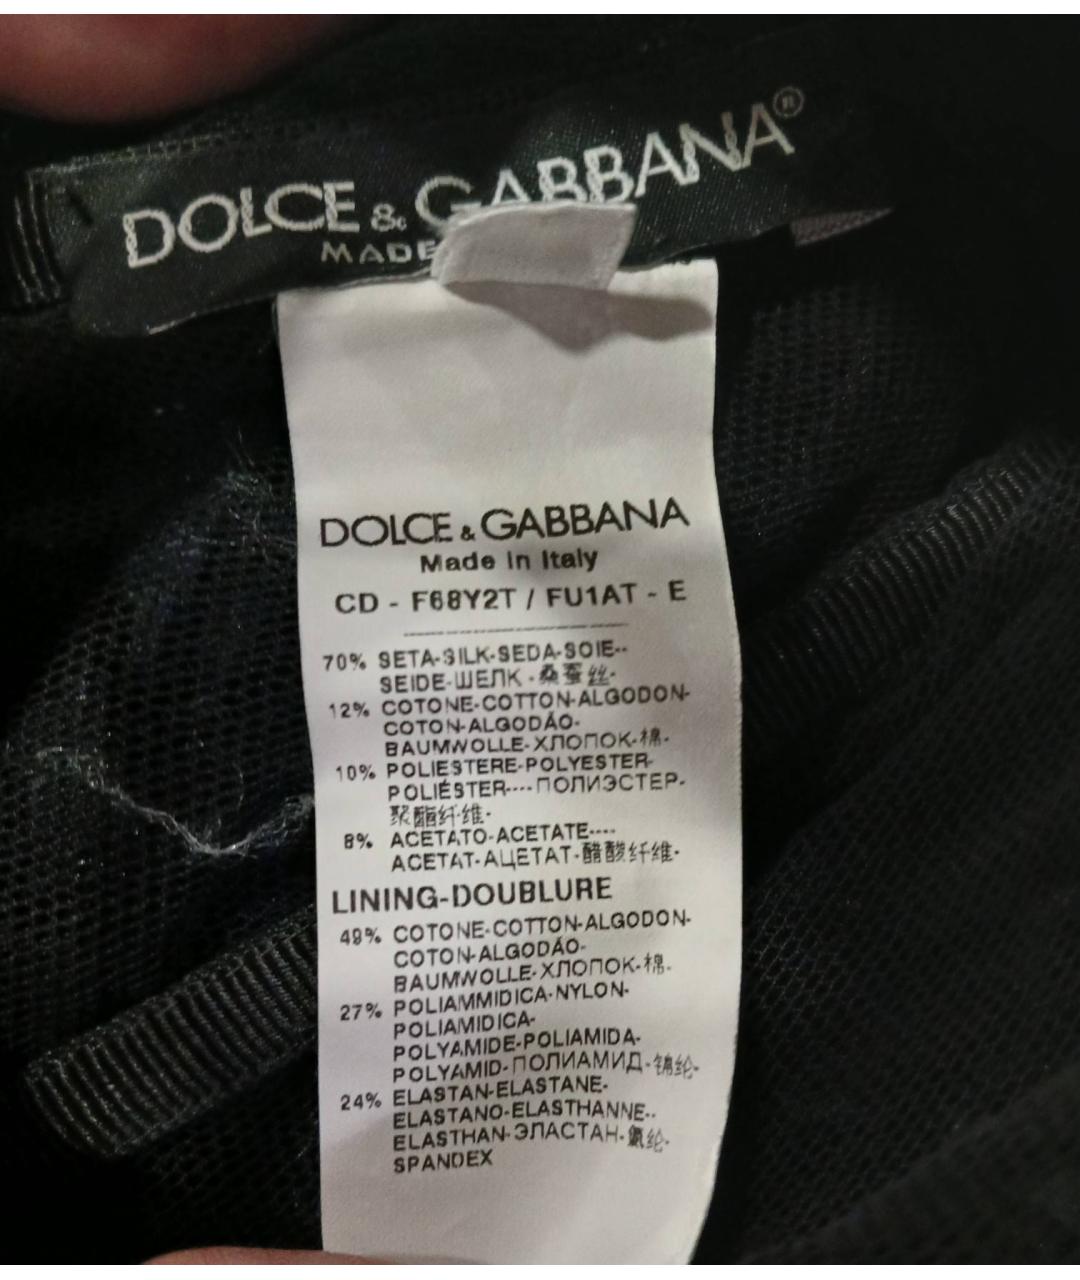 DOLCE & GABBANA®
MADE
DOLCE & GABBANA
Made in Italy
CD - F68Y2T / FU1AT - E
70% SETA-SILK-SEDA-SOIE--
SEIDE-ШЕЛК -桑蚕丝-
12% COTONE-COTTON-ALGODON-
COTON-ALGODÃO-
BAUMWOLLE-ХЛОПОК-棉-
10% POLIESTERE-POLYESTER-
POLIÉSTER----ПОЛИЭСТЕР-
聚酯纤维-
8% ACETATO-ACETATE----
ACETAT-АЦЕТАТ-醋酸纤维-
LINING-DOUBLURE
49% COTONE-COTTON-ALGODON-
COTON-ALGODÃO-
BAUMWOLLE-ХЛОПОК-棉-
27% POLIAMMIDICA-NYLON-
POLIAMIDICA-
POLYAMIDE-POLIAMIDA-
POLYAMID-ПОЛИАМИД-锦纶-
24% ELASTAN-ELASTANE-
ELASTANO-ELASTHANNE--
ELASTHAN-ЭЛАСТАН-氨纶-
SPANDEX